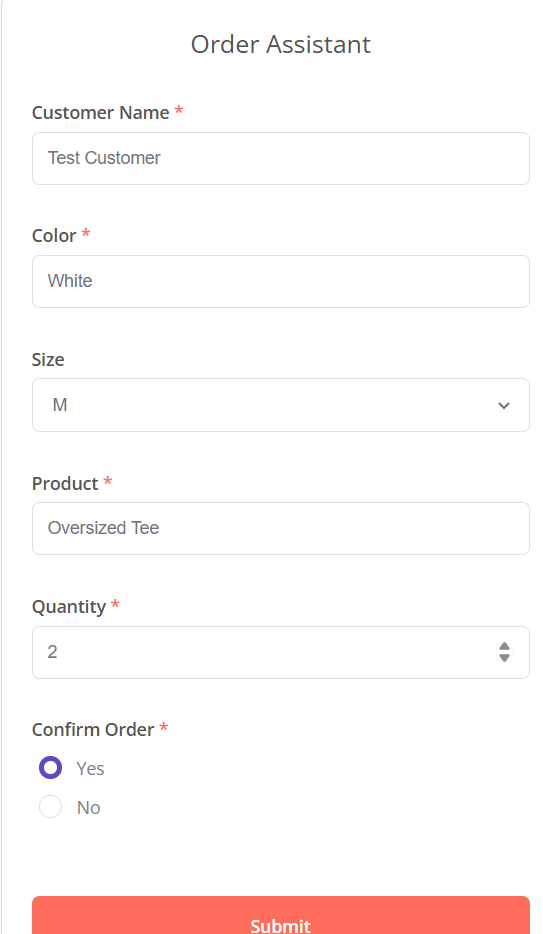 Order Assistant
Customer Name *
Test Customer
Color *
White
Size
M
Product *
Oversized Tee
Quantity *
2
Confirm Order *
Yes
No
Submit